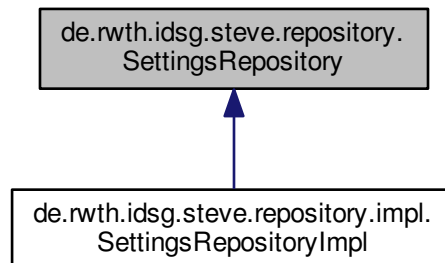 de.rwth.idsg.steve.repository.
SettingsRepository
de.rwth.idsg.steve.repository.impl.
SettingsRepositoryImpl